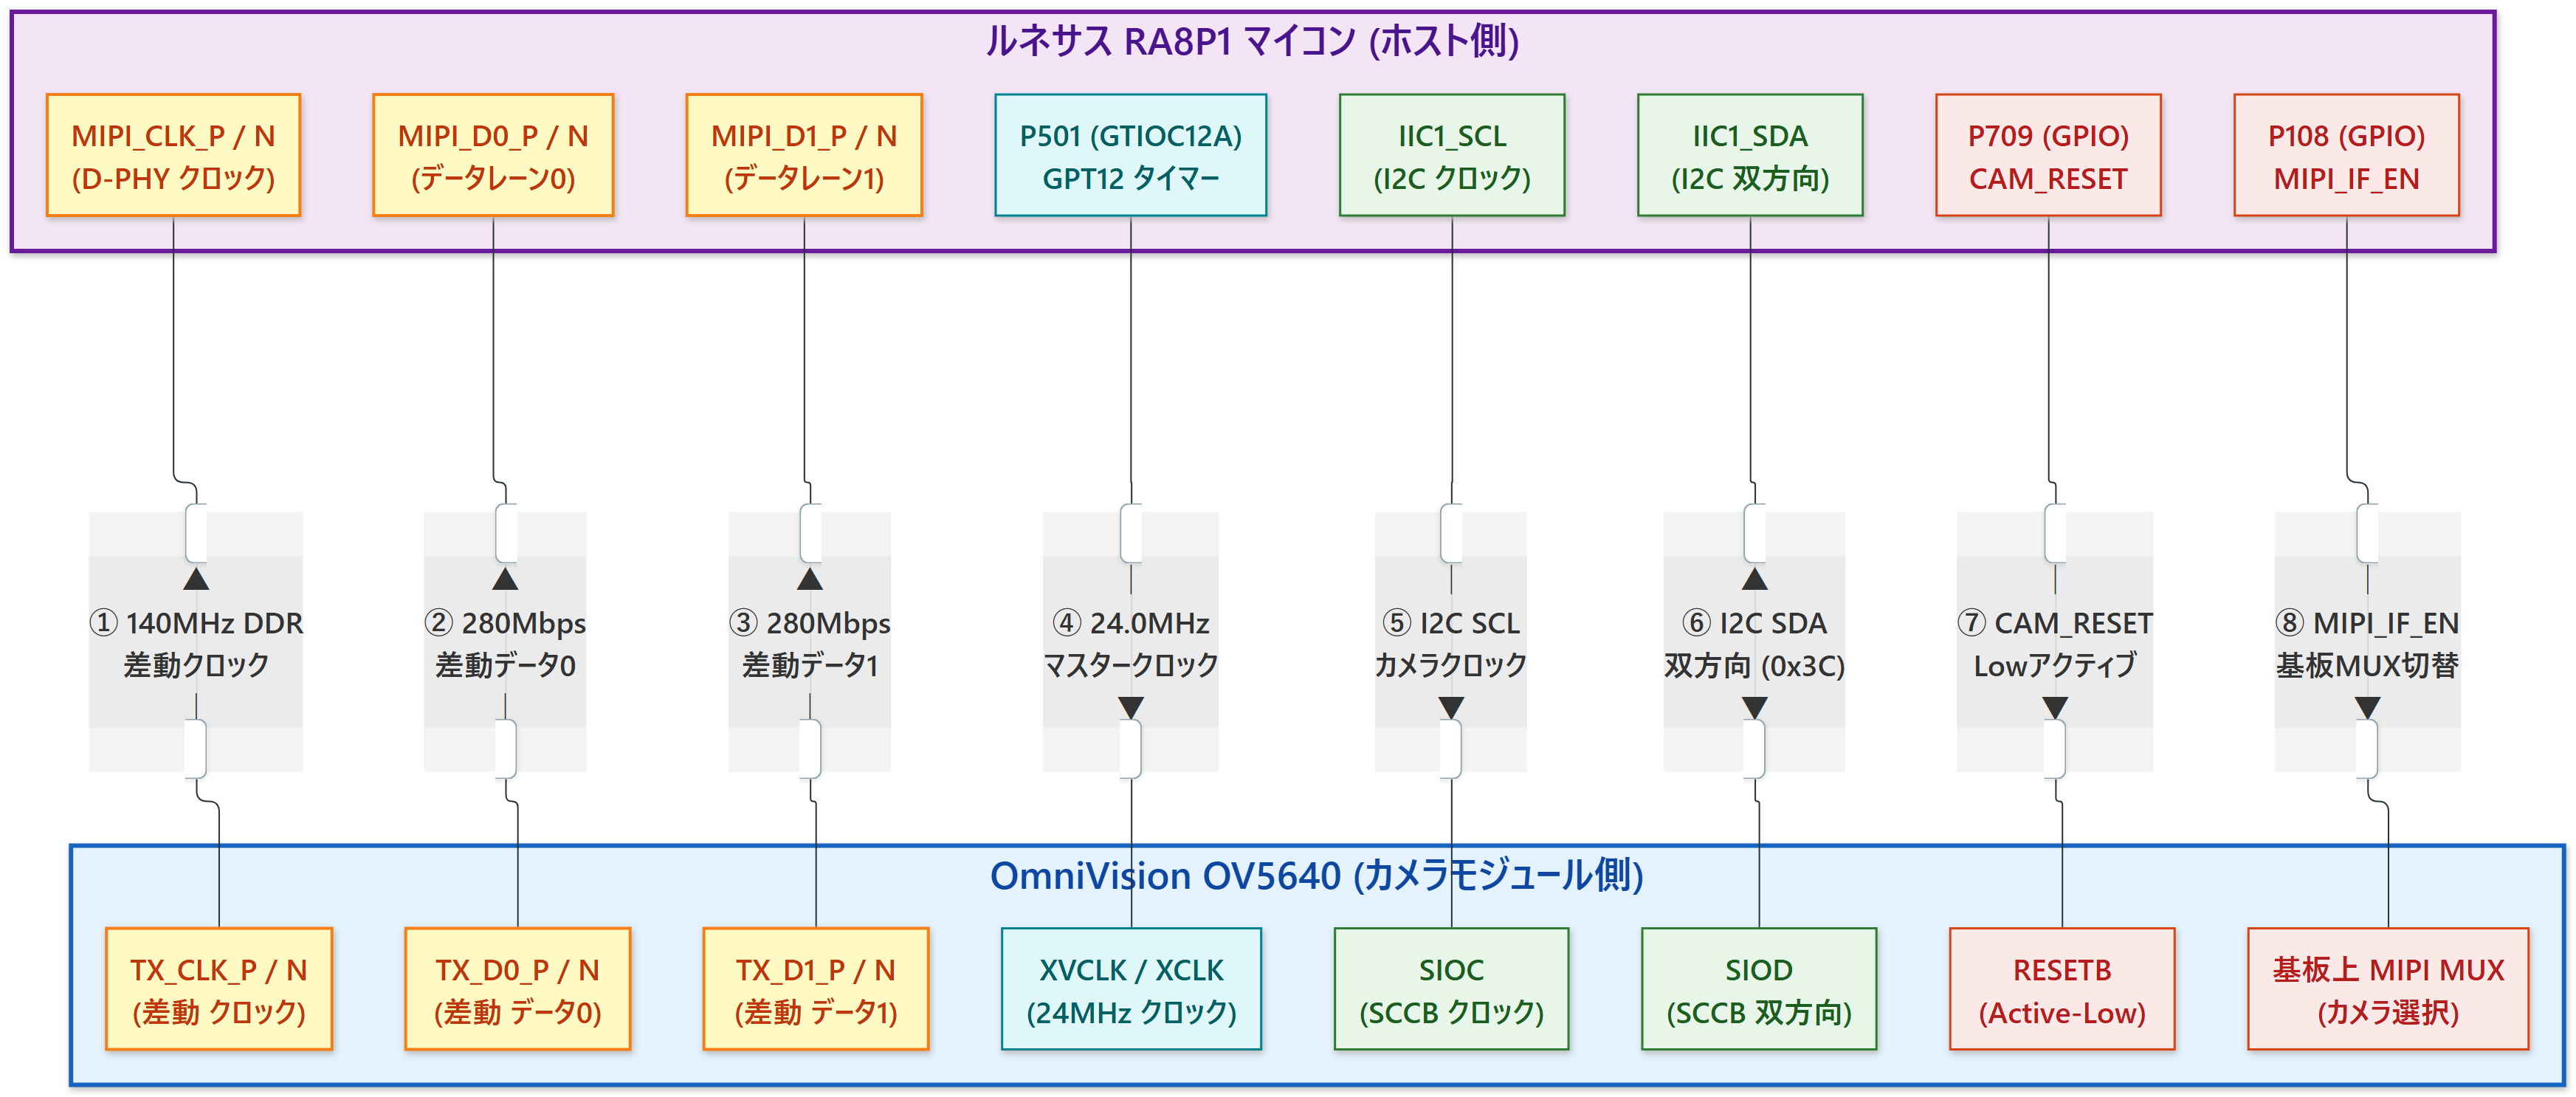 ルネサス RA8P1 マイコン (ホスト側)
MIPI_CLK_P / N
(D-PHY クロック)
MIPI_D0_P / N
(データレーン0)
MIPI_D1_P / N
(データレーン1)
P501 (GTIOC12A)
GPT12 タイマー
IIC1_SCL
(I2C クロック)
IIC1_SDA
(I2C 双方向)
P709 (GPIO)
CAM_RESET
P108 (GPIO)
MIPI_IF_EN
① 140MHz DDR
差動クロック
② 280Mbps
差動データ0
③ 280Mbps
差動データ1
④ 24.0MHz
マスタークロック
⑤ I2C SCL
カメラクロック
⑥ I2C SDA
双方向 (0x3C)
⑦ CAM_RESET
Lowアクティブ
⑧ MIPI_IF_EN
基板MUX切替
OmniVision OV5640 (カメラモジュール側)
TX_CLK_P / N
(差動 クロック)
TX_D0_P / N
(差動 データ0)
TX_D1_P / N
(差動 データ1)
XVCLK / XCLK
(24MHz クロック)
SIOC
(SCCB クロック)
SIOD
(SCCB 双方向)
RESETB
(Active-Low)
基板上 MIPI MUX
(カメラ選択)